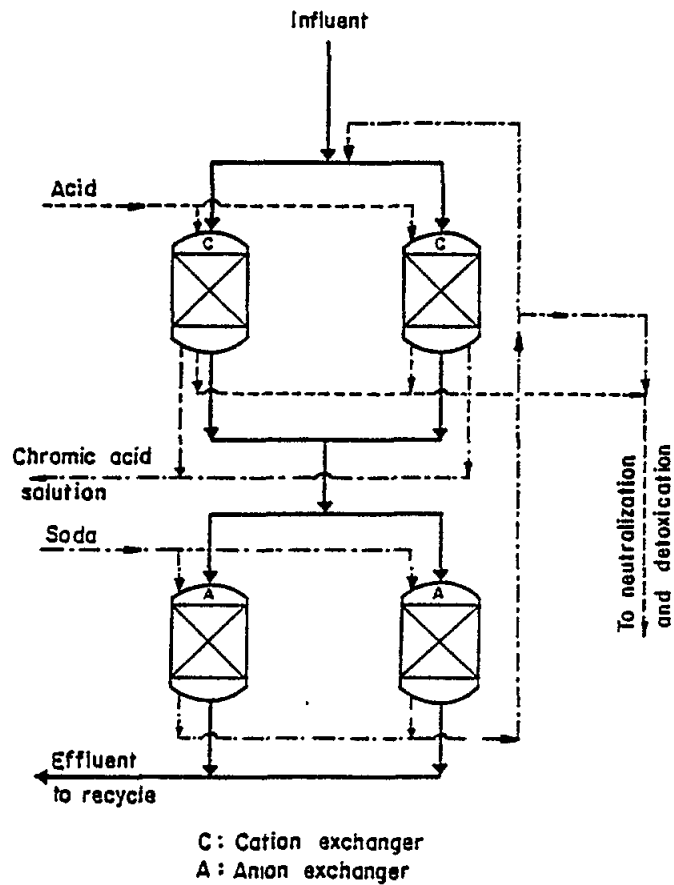 Influent
Acid
C
C
Chromic acid
solution
Soda
A
A
To neutralization
and detoxication
Effluent
to recycle
C: Cation exchanger
A: Anion exchanger